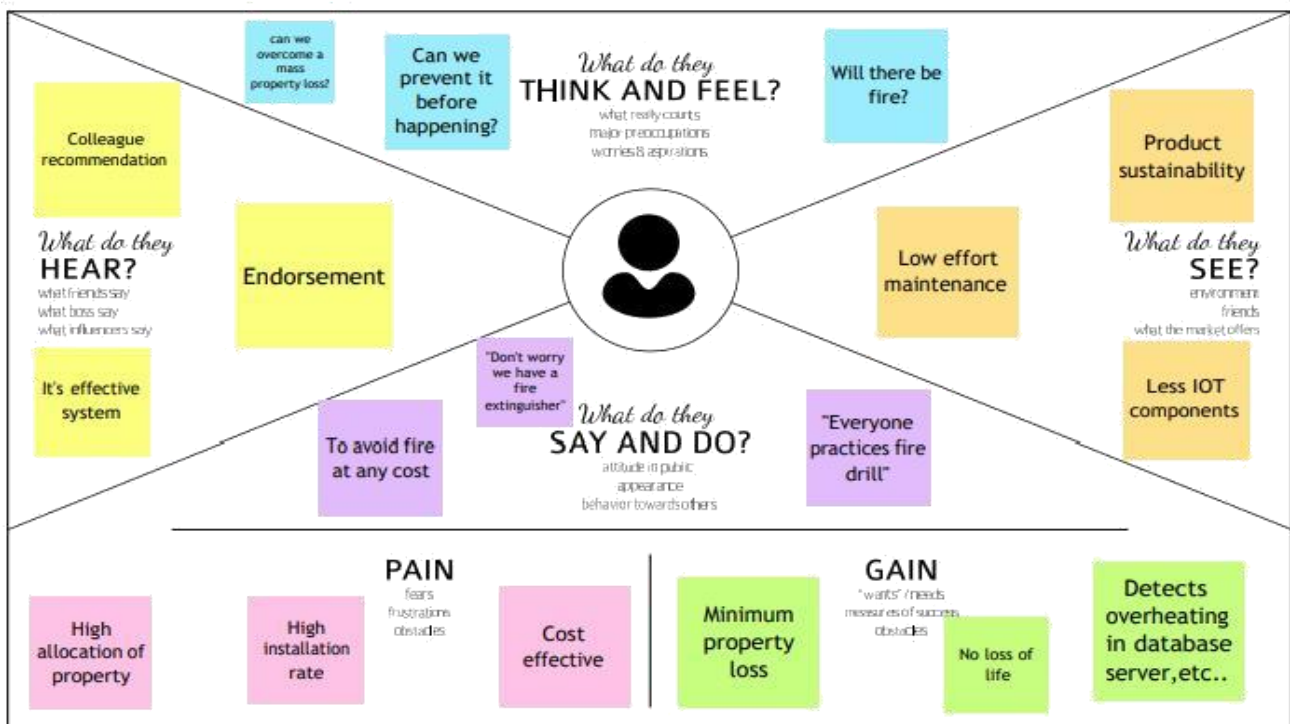 can we
overcome a
mass
property loss?
Can we
prevent it
before
happening?
What do they
THINK AND FEEL?
what really counts
major preoccupations
worries & aspirations
Will there be
fire?
Colleague
recommendation
What do they
HEAR?
what friends say
what boss say
what influencers say
Endorsement
It's effective
system
Product
sustainability
Low effort
maintenance
What do they
SEE?
environment
friends
what the market offers
Less IOT
components
"Don't worry
we have a
fire
extinguisher"
To avoid fire
at any cost
What do they
SAY AND DO?
attitude in public
appearance
behavior towards others
"Everyone
practices fire
drill"
PAIN
fears
frustrations
obstacles
High
allocation of
property
High
installation
rate
Cost
effective
GAIN
"wants" / needs
measures of success
obstacles
Minimum
property
loss
No loss of
life
Detects
overheating
in database
server,etc..